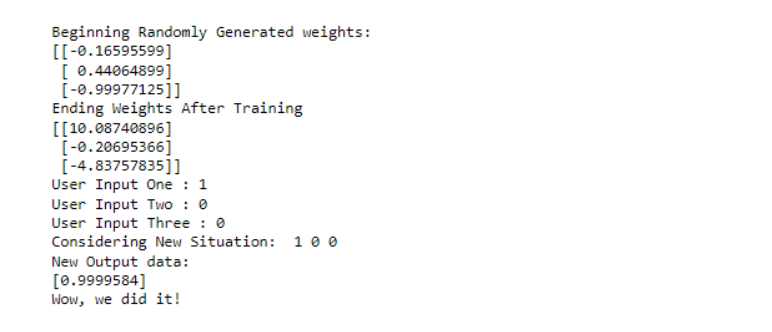 Beginning Randomly Generated weights:
[[-0.16595599]
 [ 0.44064899]
 [-0.99977125]]
Ending Weights After Training
[[10.08740896]
 [-0.20695366]
 [-4.83757835]]
User Input One : 1
User Input Two : 0
User Input Three : 0
Considering New Situation:  1 0 0
New Output data:
[0.9999584]
Wow, we did it!